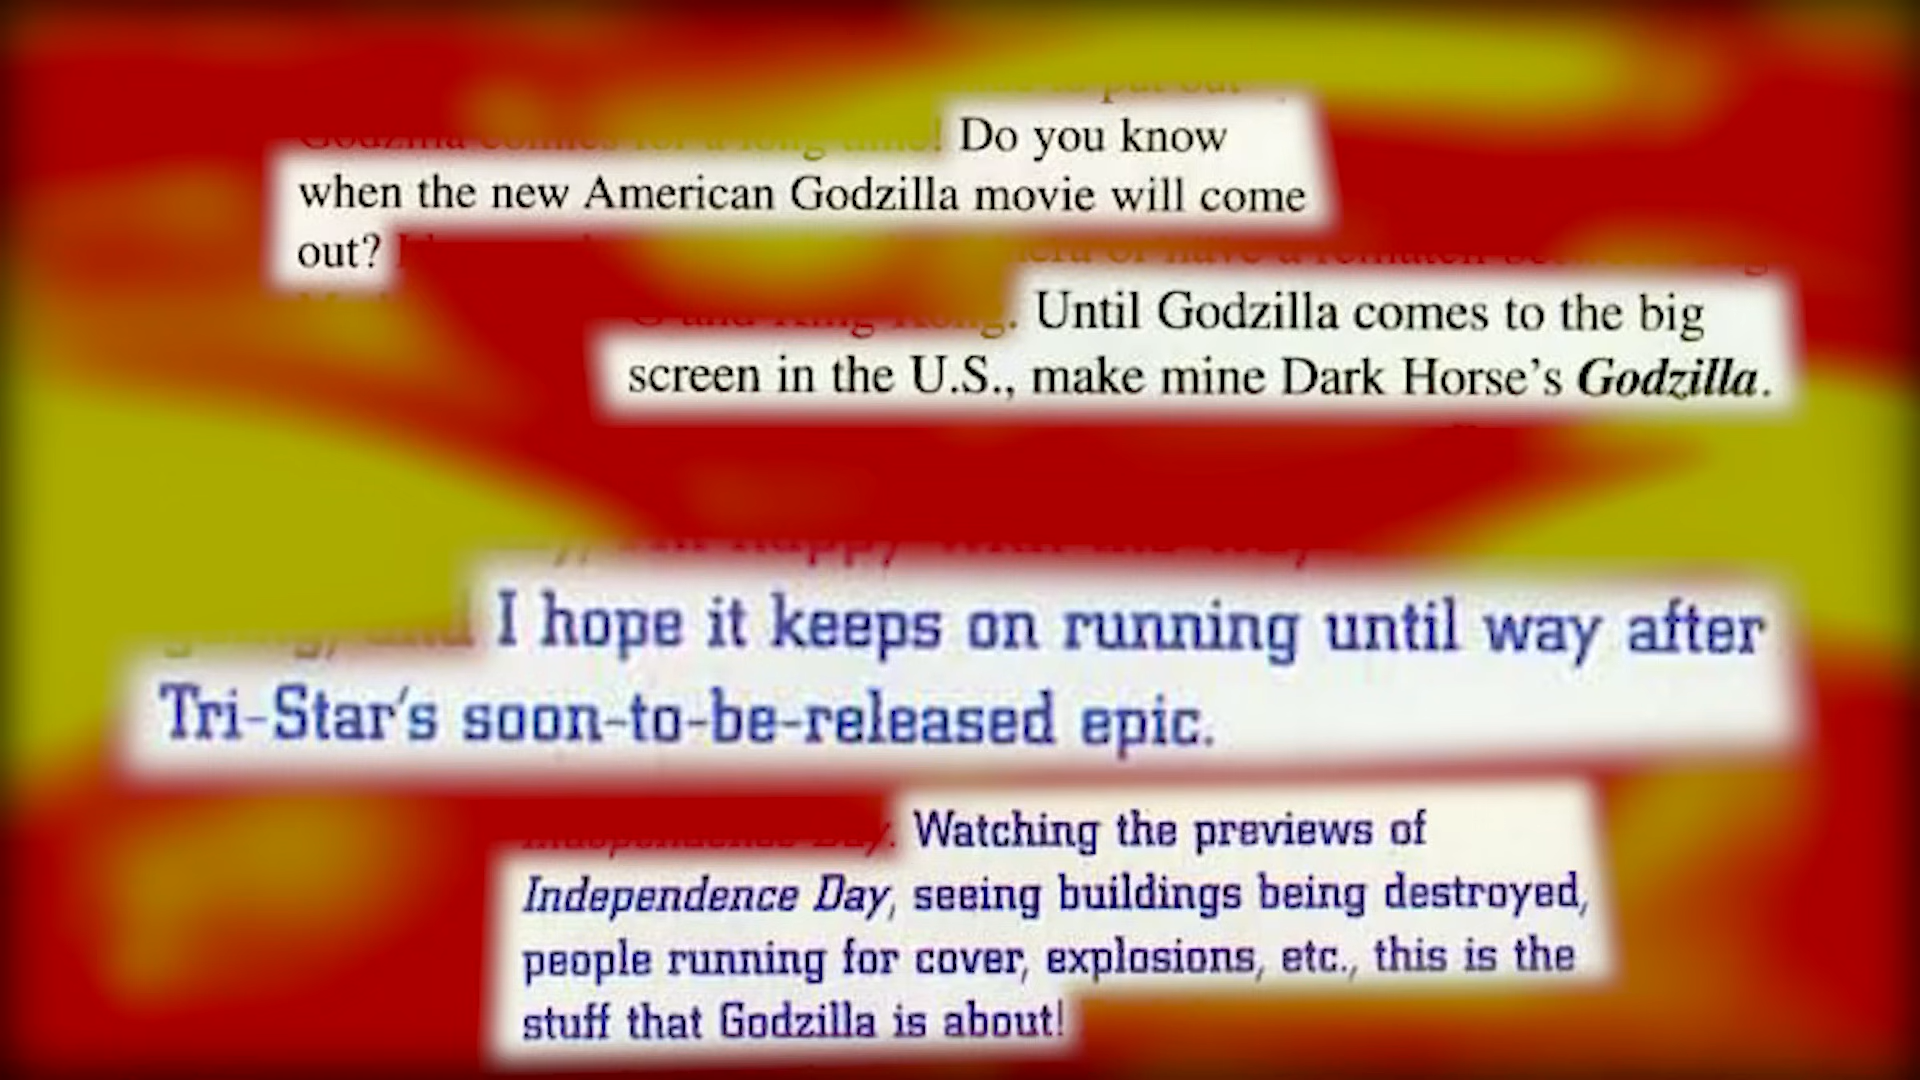 Do you know
when the new American Godzilla movie will come
out?
Until Godzilla comes to the big
screen in the U.S., make mine Dark Horse's Godzilla.
I hope it keeps on running until way after
Tri-Star's soon-to-be-released epic.
Independence Day. Watching the previews of
Independence Day, seeing buildings being destroyed,
people running for cover, explosions, etc., this is the
stuff that Godzilla is about!